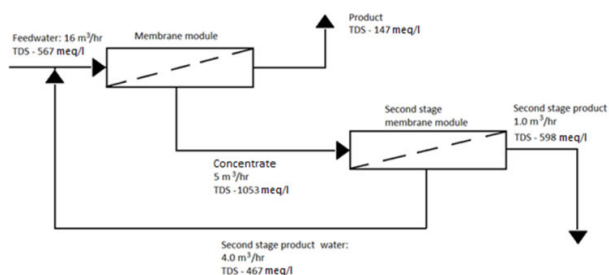 Feedwater: 16 m³/hr
TDS - 567 meq/l
Membrane module
Product
TDS - 147 meq/l
Second stage
membrane module
Second stage product
1.0 m³/hr
TDS - 598 meq/l
Concentrate
5 m³/hr
TDS -1053 meq/l
Second stage product water:
4.0 m³/hr
TDS - 467 meq/l